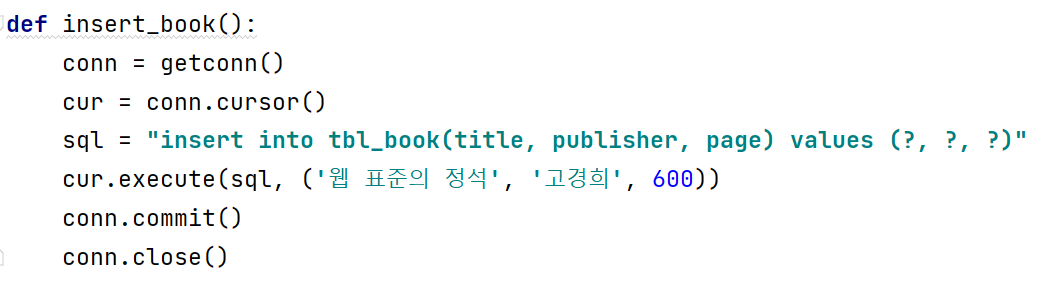 def insert_book():
    conn = getconn()
    cur = conn.cursor()
    sql = "insert into tbl_book(title, publisher, page) values (?, ?, ?)"
    cur.execute(sql, ('웹 표준의 정석', '고경희', 600))
    conn.commit()
    conn.close()